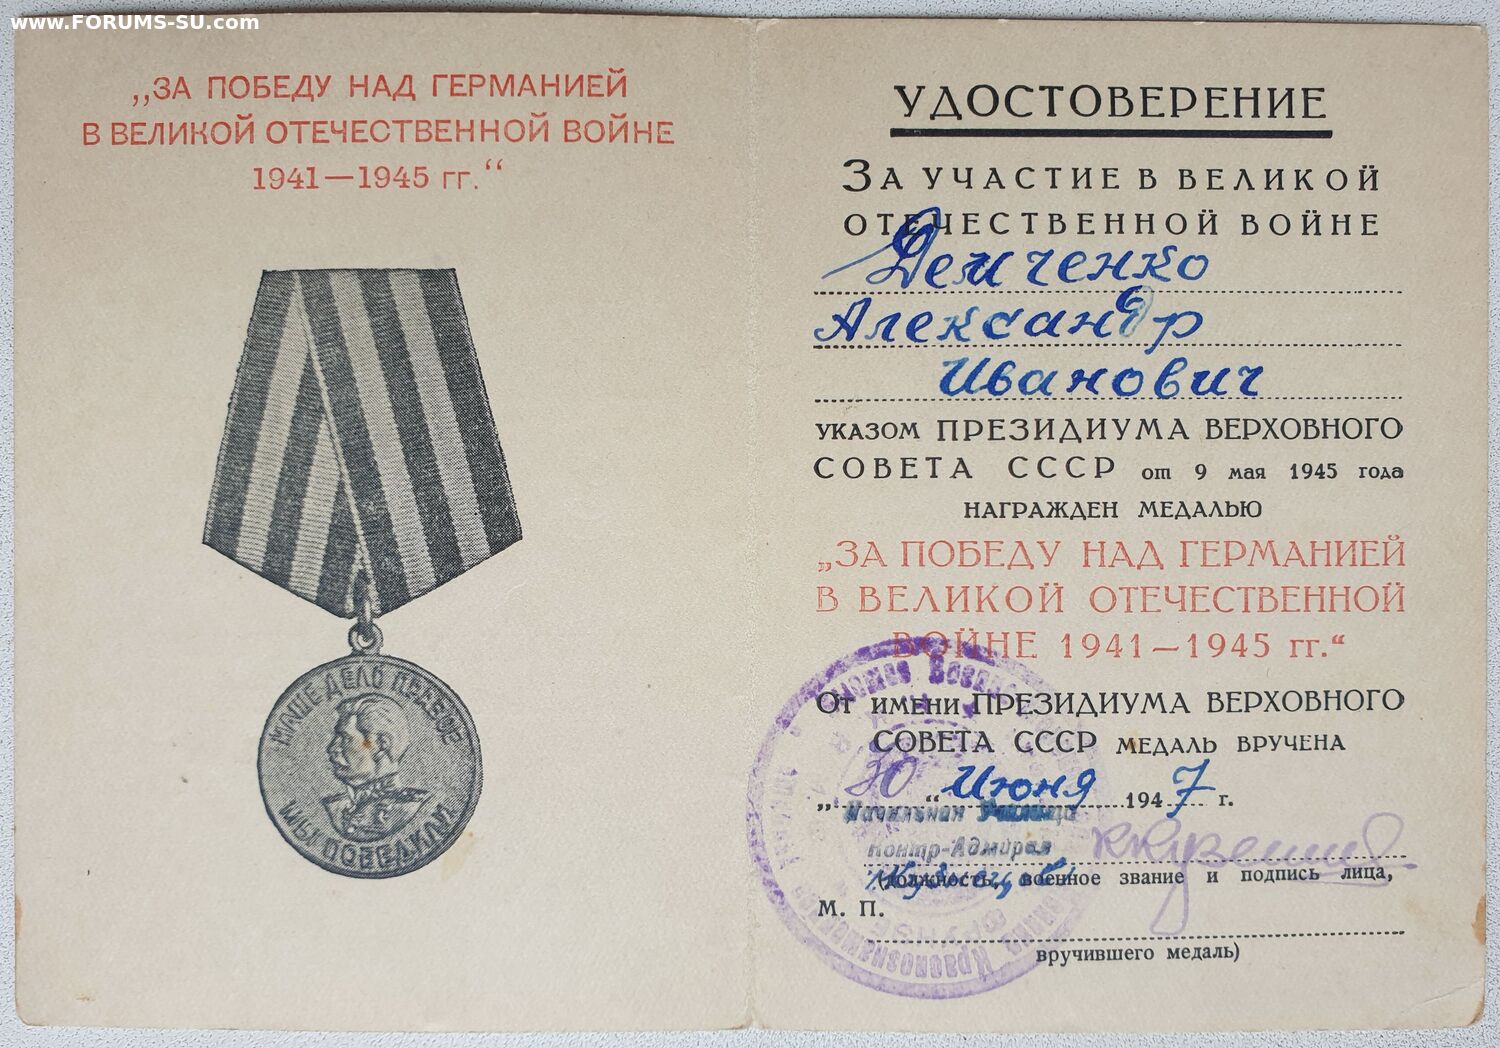 www.FORUMS-SU.com
„ЗА ПОБЕДУ НАД ГЕРМАНИЕЙ
В ВЕЛИКОЙ ОТЕЧЕСТВЕННОЙ ВОЙНЕ
1941—1945 гг.“
НАШЕ ДЕЛО ПРАВОЕ
МЫ ПОБЕДИЛИ
УДОСТОВЕРЕНИЕ
ЗА УЧАСТИЕ В ВЕЛИКОЙ
ОТЕЧЕСТВЕННОЙ ВОЙНЕ
Демченко
Александр
Иванович
УКАЗОМ ПРЕЗИДИУМА ВЕРХОВНОГО
СОВЕТА СССР от 9 мая 1945 года
НАГРАЖДЕН МЕДАЛЬЮ
„ЗА ПОБЕДУ НАД ГЕРМАНИЕЙ
В ВЕЛИКОЙ ОТЕЧЕСТВЕННОЙ
ВОЙНЕ 1941—1945 гг.“
ОТ ИМЕНИ ПРЕЗИДИУМА ВЕРХОВНОГО
СОВЕТА СССР МЕДАЛЬ ВРУЧЕНА
„30“ Июня 1947 г.
Начальник Училища
Контр-Адмирал
(должность, военное звание и подпись лица,
М. П.
вручившего медаль)